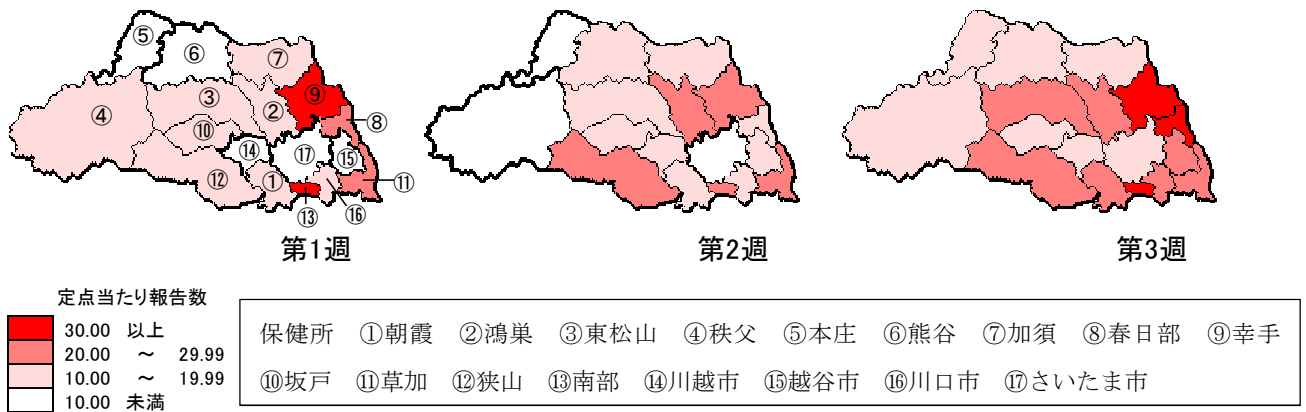 ⑤
⑥
⑦
④
③
②
⑨
⑧
⑩
⑭
⑰
⑮
⑫
①
⑪
⑬
⑯
第1週
第2週
第3週
定点当たり報告数
30.00 以上
20.00 ～ 29.99
10.00 ～ 19.99
10.00 未満
保健所 ①朝霞 ②鴻巣 ③東松山 ④秩父 ⑤本庄 ⑥熊谷 ⑦加須 ⑧春日部 ⑨幸手
⑩坂戸 ⑪草加 ⑫狭山 ⑬南部 ⑭川越市 ⑮越谷市 ⑯川口市 ⑰さいたま市